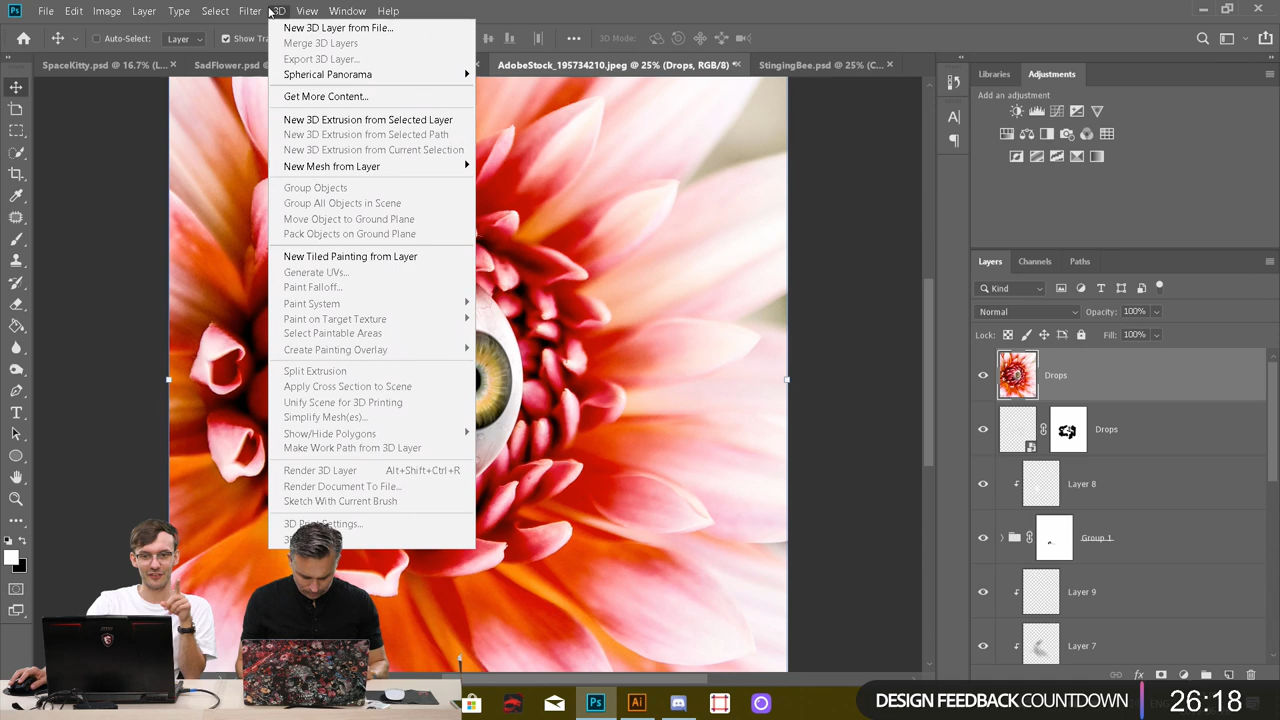 Ps File Edit Image Layer Type Select Filter 3D View Window Help
Auto-Select: Layer Show Tra
3D Mode:
SpaceKitty.psd @ 16.7% (L... × SadFlower.psd × AdobeStock_195734210.jpeg @ 25% (Drops, RGB/8) * × StingingBee.psd @ 25% (C... ×
New 3D Layer from File...
Merge 3D Layers
Export 3D Layer...
Spherical Panorama
Get More Content...
New 3D Extrusion from Selected Layer
New 3D Extrusion from Selected Path
New 3D Extrusion from Current Selection
New Mesh from Layer
Group Objects
Group All Objects in Scene
Move Object to Ground Plane
Pack Objects on Ground Plane
New Tiled Painting from Layer
Generate UVs...
Paint Falloff...
Paint System
Paint on Target Texture
Select Paintable Areas
Create Painting Overlay
Split Extrusion
Apply Cross Section to Scene
Unify Scene for 3D Printing
Simplify Mesh(es)...
Show/Hide Polygons
Make Work Path from 3D Layer
Render 3D Layer Alt+Shift+Ctrl+R
Render Document To File...
Sketch With Current Brush
3D Print Settings...
Libraries Adjustments
Add an adjustment
Layers Channels Paths
Kind
Normal Opacity: 100%
Lock: Fill: 100%
Drops
Drops
Layer 8
Group 1
Layer 9
Layer 7
Ps Ai
DESIGN FEEDBACK COUNTDOWN 26:18